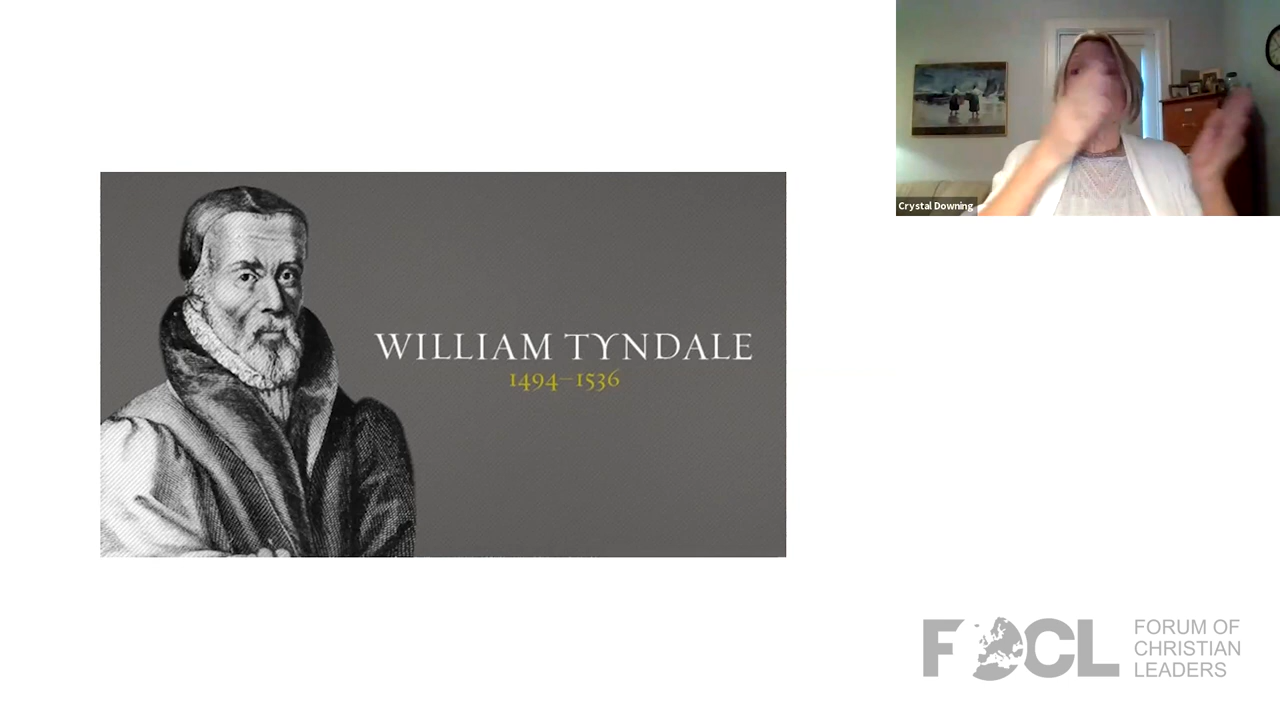 Crystal Downing
WILLIAM TYNDALE
1494–1536
FOCL
FORUM OF
CHRISTIAN
LEADERS